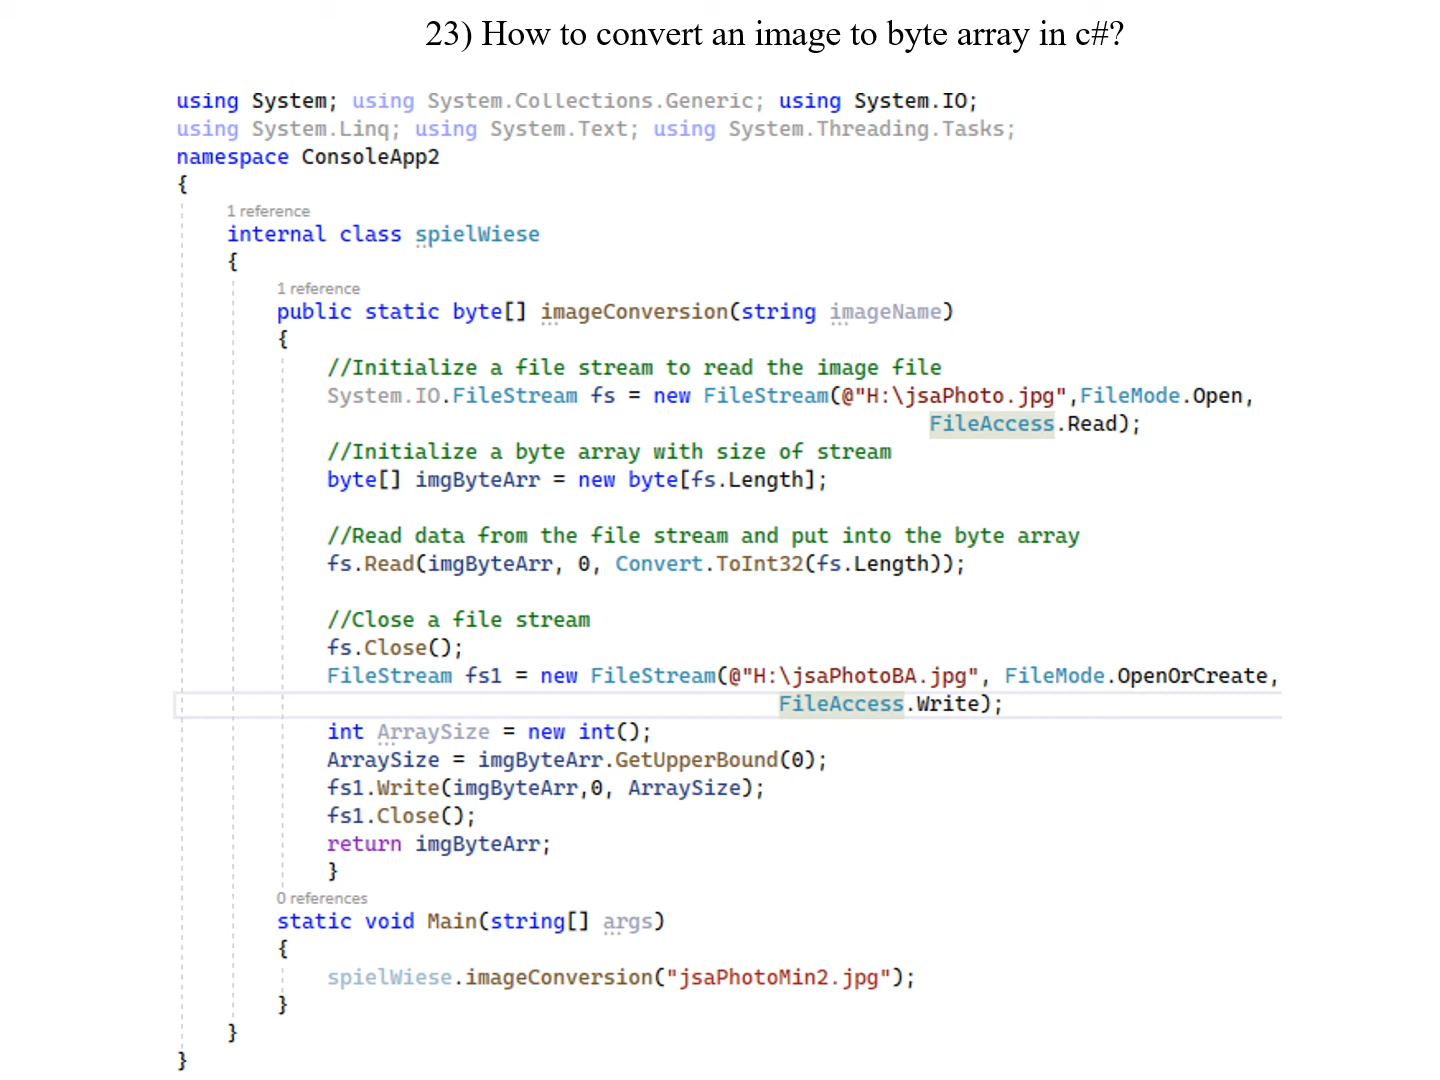 23) How to convert an image to byte array in c#?
using System; using System.Collections.Generic; using System.IO;
using System.Linq; using System.Text; using System.Threading.Tasks;
namespace ConsoleApp2
{
1 reference
internal class spielWiese
{
1 reference
public static byte[] imageConversion(string imageName)
{
//Initialize a file stream to read the image file
System.IO.FileStream fs = new FileStream(@"H:\jsaPhoto.jpg",FileMode.Open,
FileAccess.Read);
//Initialize a byte array with size of stream
byte[] imgByteArr = new byte[fs.Length];
//Read data from the file stream and put into the byte array
fs.Read(imgByteArr, 0, Convert.ToInt32(fs.Length));
//Close a file stream
fs.Close();
FileStream fs1 = new FileStream(@"H:\jsaPhotoBA.jpg", FileMode.OpenOrCreate,
FileAccess.Write);
int ArraySize = new int();
ArraySize = imgByteArr.GetUpperBound(0);
fs1.Write(imgByteArr,0, ArraySize);
fs1.Close();
return imgByteArr;
}
0 references
static void Main(string[] args)
{
spielWiese.imageConversion("jsaPhotoMin2.jpg");
}
}
}